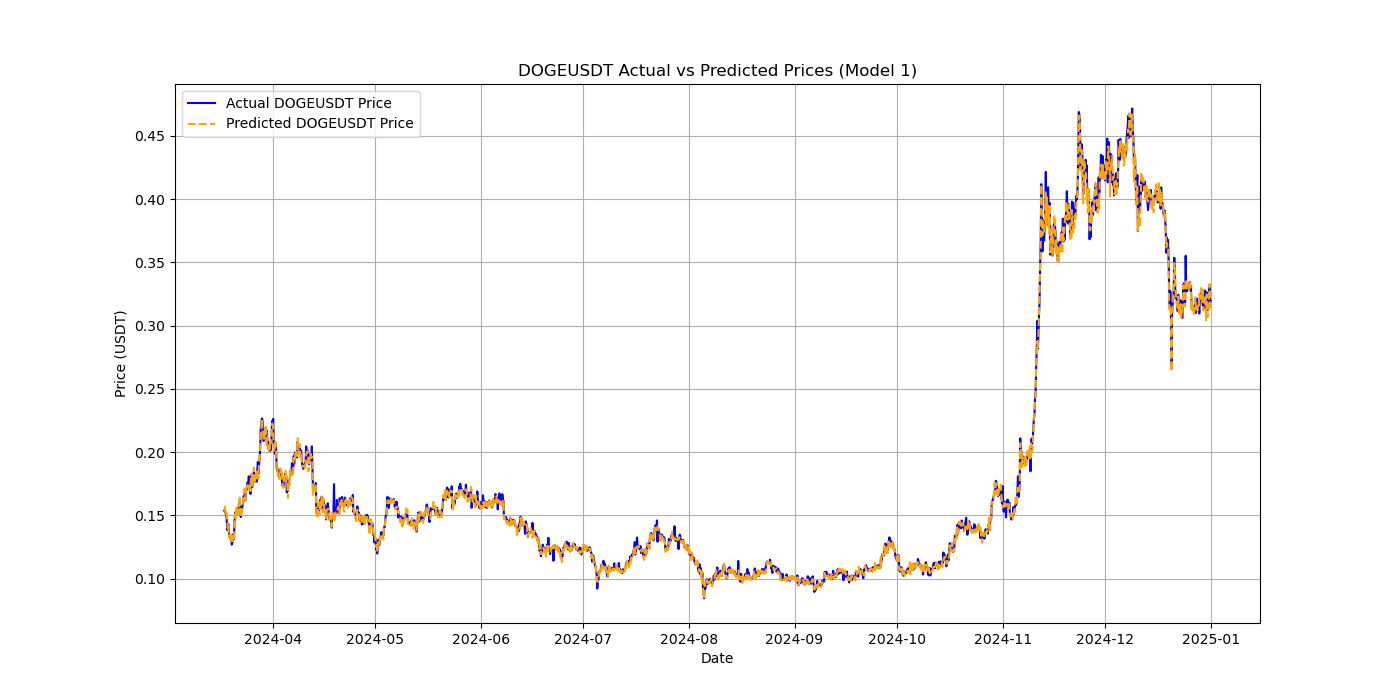 DOGEUSDT Actual vs Predicted Prices (Model 1)
Actual DOGEUSDT Price
Predicted DOGEUSDT Price
Price (USDT)
0.45
0.40
0.35
0.30
0.25
0.20
0.15
0.10
2024-04 2024-05 2024-06 2024-07 2024-08 2024-09 2024-10 2024-11 2024-12 2025-01
Date